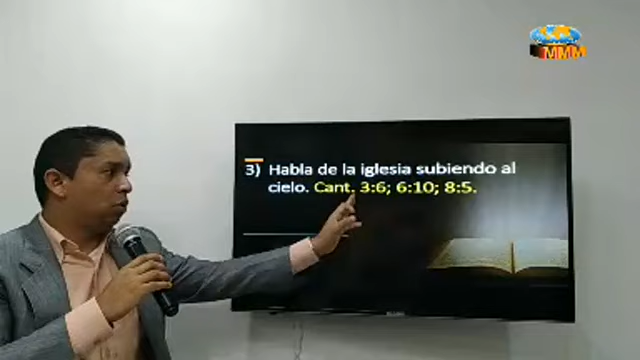 MMM
3) Habla de la iglesia subiendo al
cielo. Cant. 3:6; 6:10; 8:5.